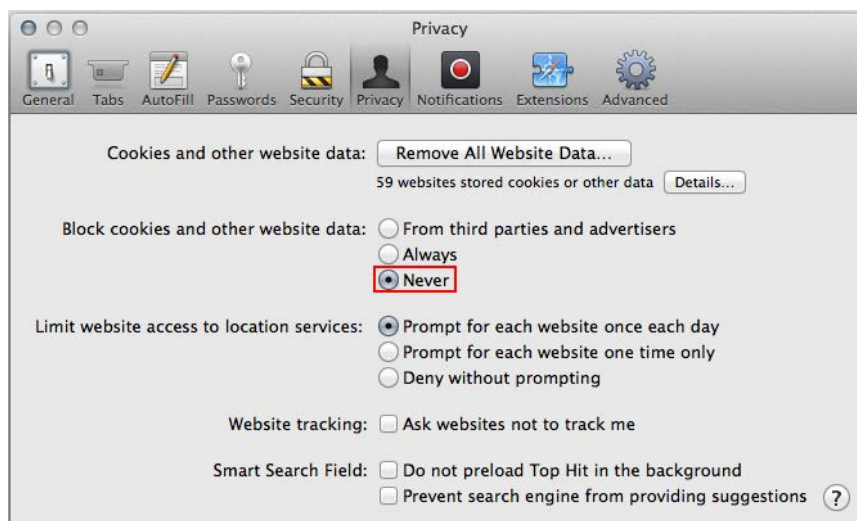 Privacy
General Tabs AutoFill Passwords Security Privacy Notifications Extensions Advanced
Cookies and other website data: Remove All Website Data...
59 websites stored cookies or other data Details...
Block cookies and other website data: From third parties and advertisers
Always
Never
Limit website access to location services: Prompt for each website once each day
Prompt for each website one time only
Deny without prompting
Website tracking: Ask websites not to track me
Smart Search Field: Do not preload Top Hit in the background
Prevent search engine from providing suggestions ?